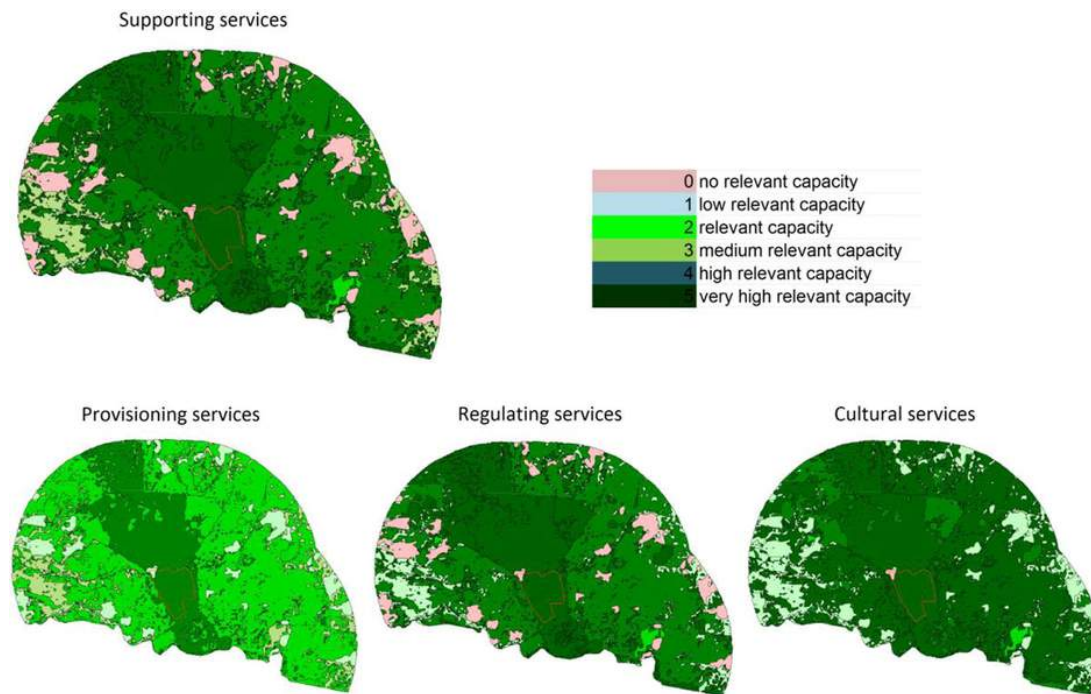 Supporting services
0 no relevant capacity
1 low relevant capacity
2 relevant capacity
3 medium relevant capacity
4 high relevant capacity
5 very high relevant capacity
Provisioning services
Regulating services
Cultural services